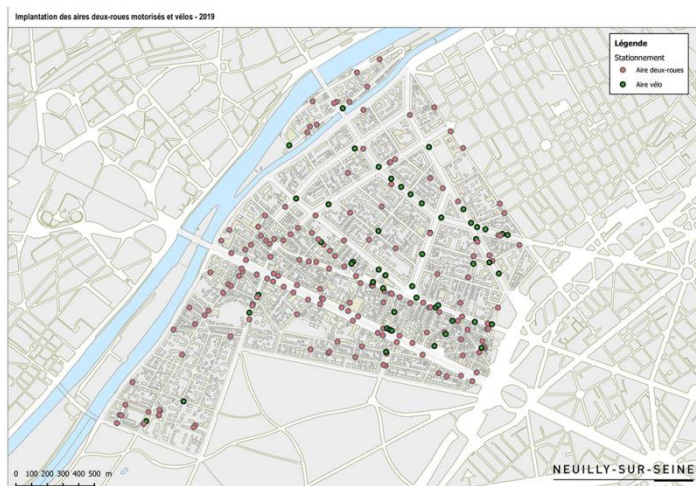 Implantation des aires deux-roues motorisés et vélos - 2019
Légende
Stationnement
Aire deux-roues
Aire vélo
0 100 200 300 400 500 m
NEUILLY-SUR-SEINE